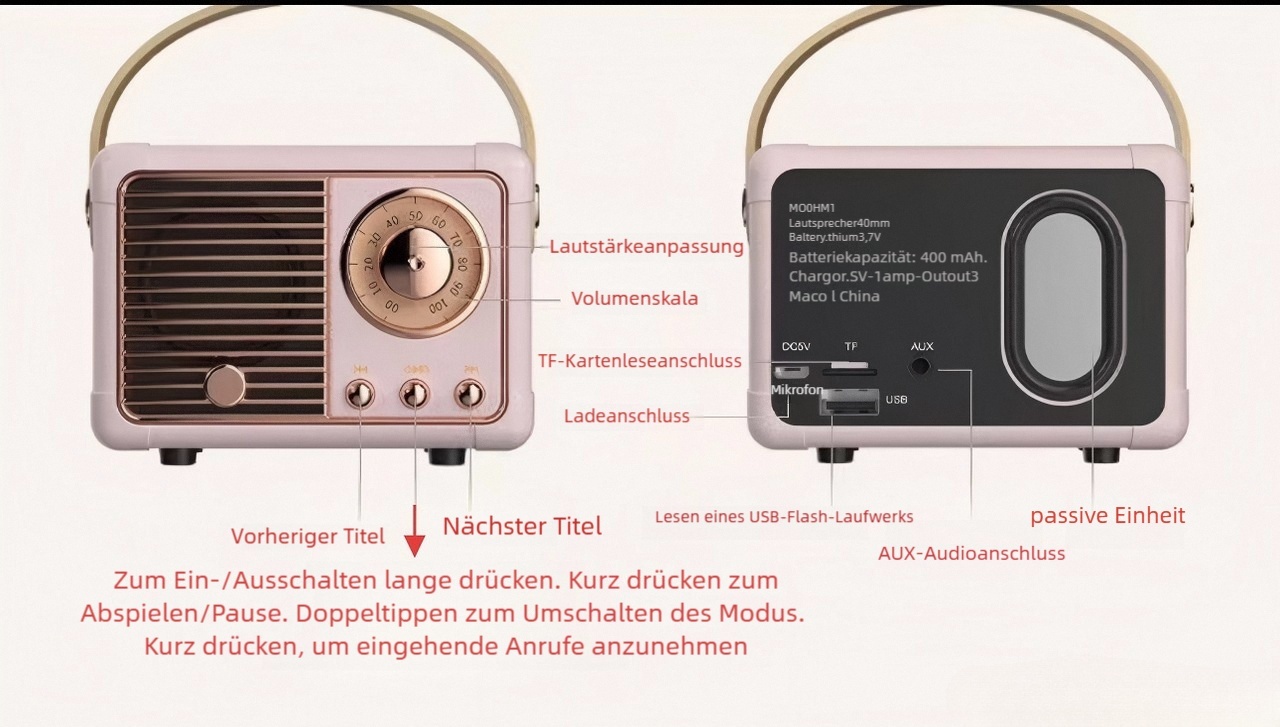 00 10 20 30 40 50 60 70 80 90 100
Lautstärkeanpassung
Volumenskala
TF-Kartenleseanschluss
Ladeanschluss
Vorheriger Titel
Nächster Titel
Zum Ein-/Ausschalten lange drücken. Kurz drücken zum
Abspielen/Pause. Doppeltippen zum Umschalten des Modus.
Kurz drücken, um eingehende Anrufe anzunehmen
MO0HM1
Lautsprecher40mm
Baltery.thium3,7V
Batteriekapazität: 400 mAh.
Chargor.SV-1amp-Outout3
Maco l China
DC5V TF AUX
Mikrofon
USB
Lesen eines USB-Flash-Laufwerks
passive Einheit
AUX-Audioanschluss